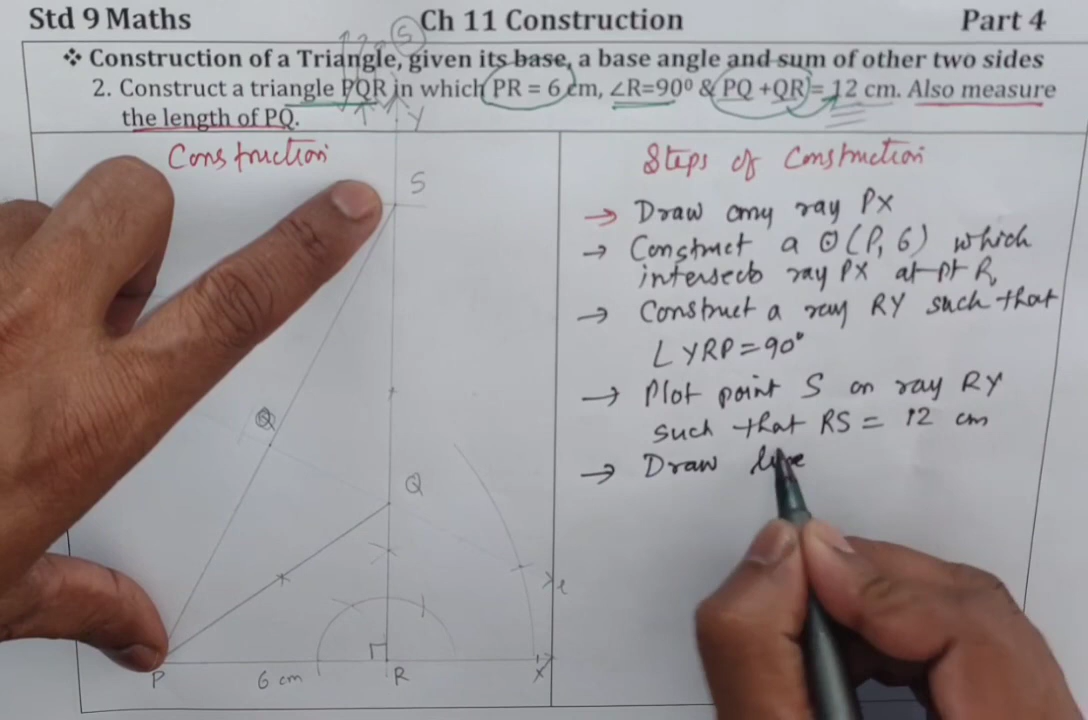 Std 9 Maths Ch 11 Construction Part 4
❖ Construction of a Triangle, given its base, a base angle and sum of other two sides
2. Construct a triangle PQR in which PR = 6 cm, ∠R=90⁰ & PQ +QR = 12 cm. Also measure
the length of PQ.
S
Y
Construction
S
Q
Q
l
P
6 cm
R
X
Steps of Construction
→ Draw any ray PX
→ Construct a ⊙(P, 6) which
intersects ray PX at pt R,
→ Construct a ray RY such that
∠YRP=90°
→ Plot point S on ray RY
such that RS = 12 cm
→ Draw line